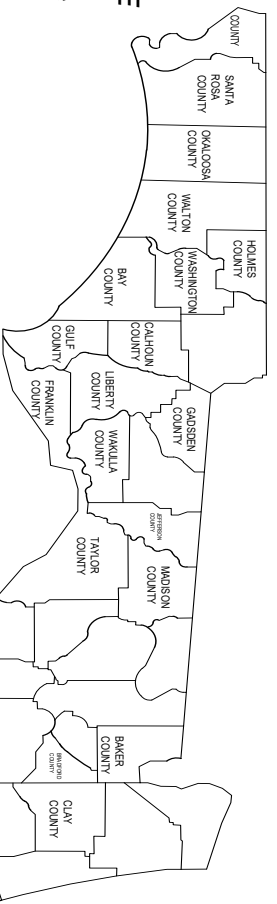 COUNTY
SANTA
ROSA
COUNTY
OKALOOSA
COUNTY
WALTON
COUNTY
HOLMES
COUNTY
WASHINGTON
COUNTY
BAY
COUNTY
CALHOUN
COUNTY
GULF
COUNTY
LIBERTY
COUNTY
FRANKLIN
COUNTY
GADSDEN
COUNTY
WAKULLA
COUNTY
JEFFERSON
COUNTY
TAYLOR
COUNTY
MADISON
COUNTY
BAKER
COUNTY
BRADFORD
COUNTY
CLAY
COUNTY